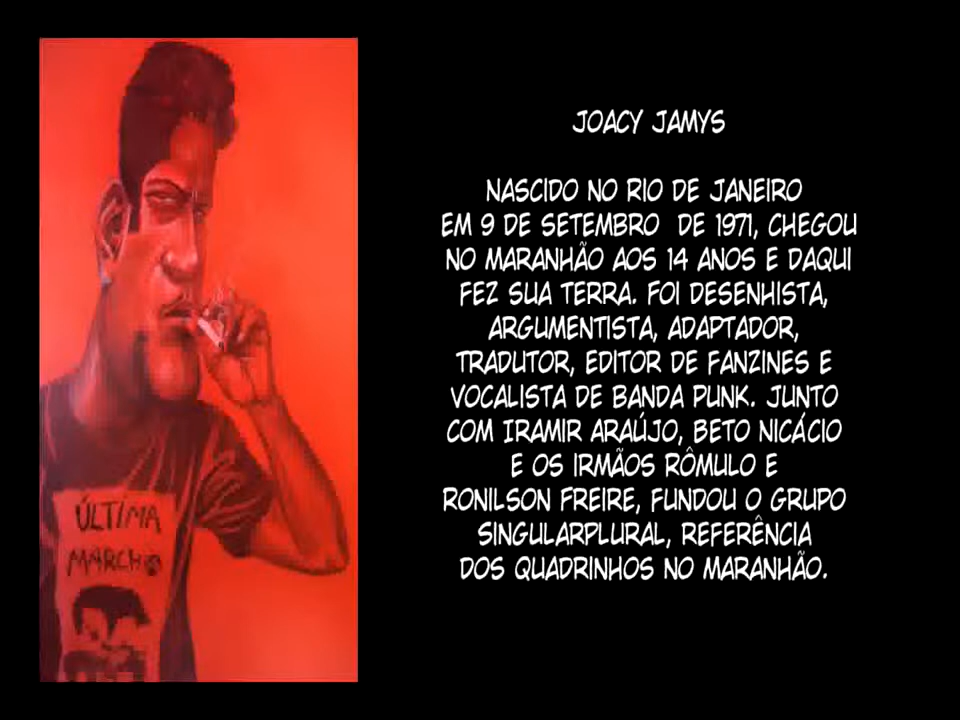 JOACY JAMYS
NASCIDO NO RIO DE JANEIRO
EM 9 DE SETEMBRO DE 1971, CHEGOU
NO MARANHÃO AOS 14 ANOS E DAQUI
FEZ SUA TERRA. FOI DESENHISTA,
ARGUMENTISTA, ADAPTADOR,
TRADUTOR, EDITOR DE FANZINES E
VOCALISTA DE BANDA PUNK. JUNTO
COM IRAMIR ARAÚJO, BETO NICÁCIO
E OS IRMÃOS RÔMULO E
RONILSON FREIRE, FUNDOU O GRUPO
SINGULARPLURAL, REFERÊNCIA
DOS QUADRINHOS NO MARANHÃO.
ÚLTIMA
MARCHA